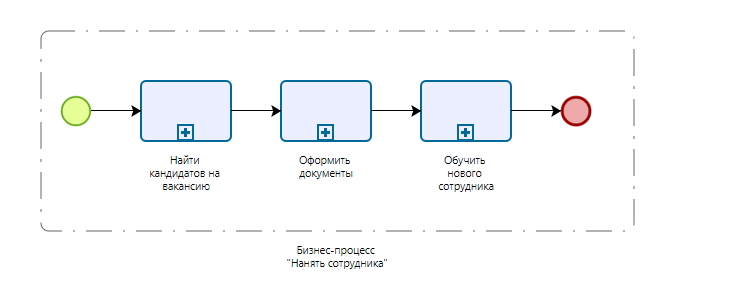 Найти
кандидатов на
вакансию
Оформить
документы
Обучить
нового
сотрудника
Бизнес-процесс
"Нанять сотрудника"